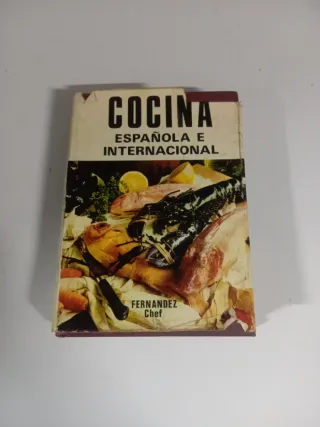 COCINA
ESPAÑOLA E
INTERNACIONAL
FERNANDEZ
Chef